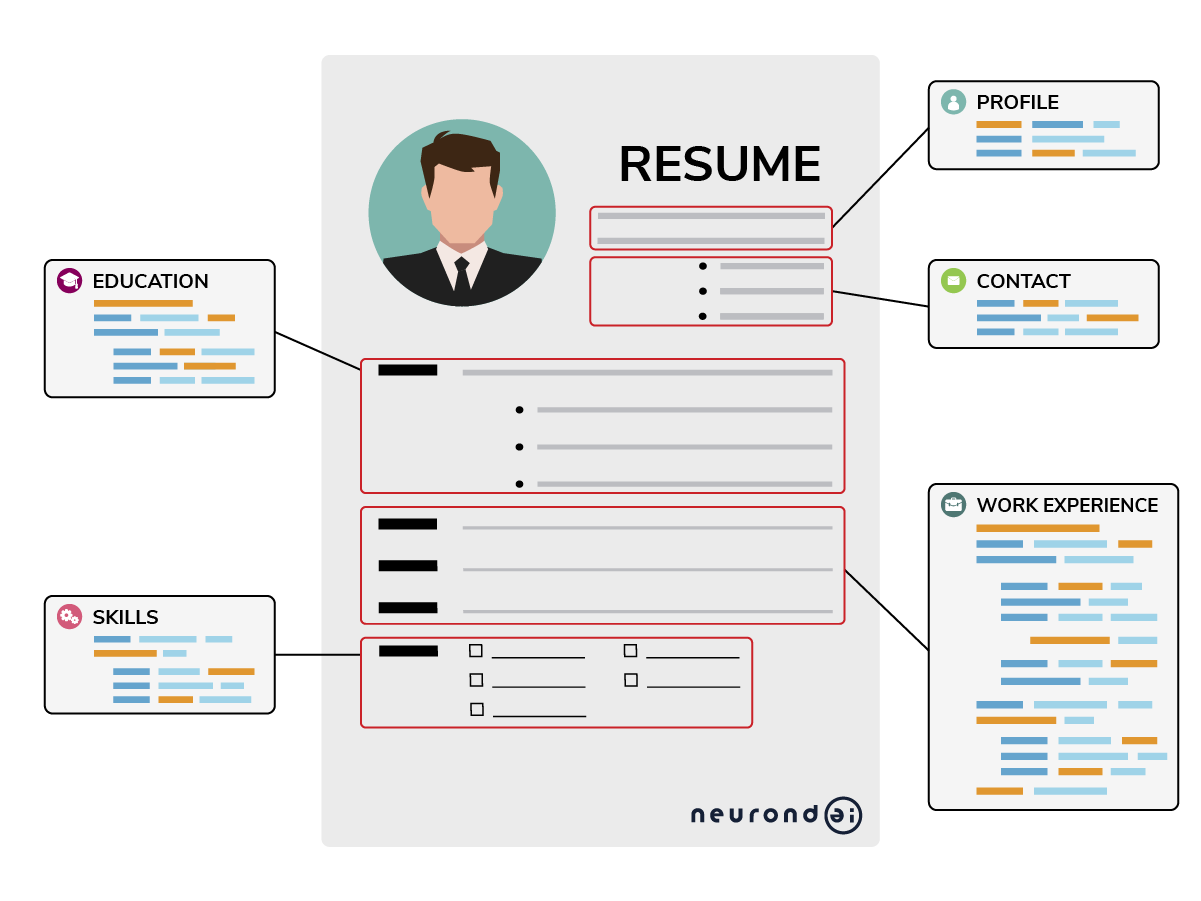 RESUME
PROFILE
CONTACT
EDUCATION
WORK EXPERIENCE
SKILLS
neurond ai